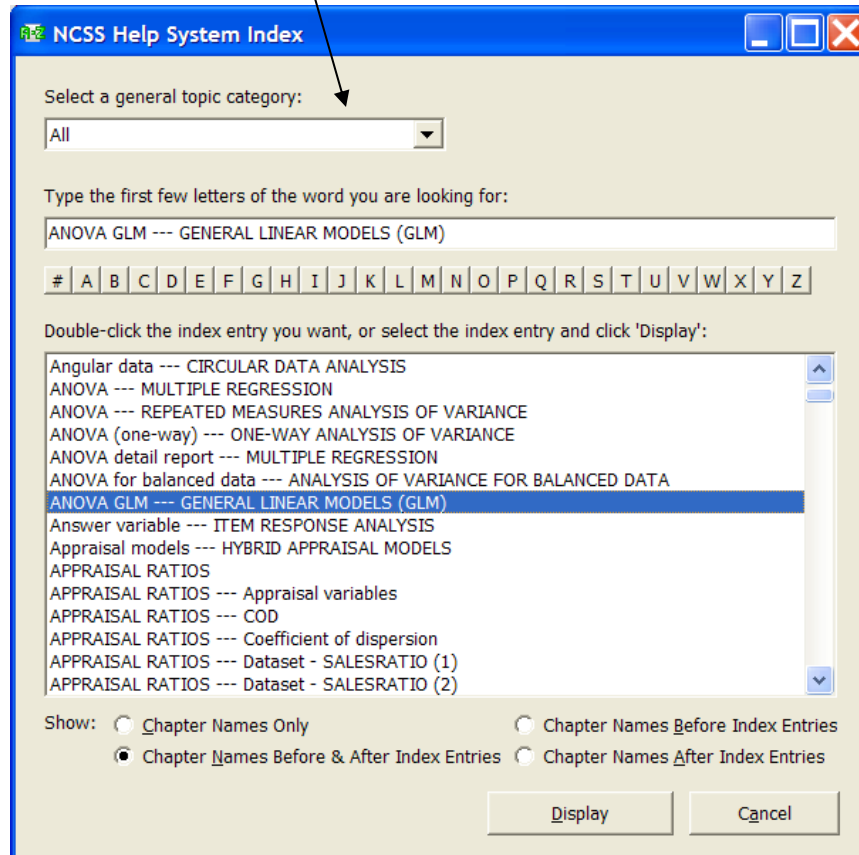 NCSS Help System Index
Select a general topic category:
All
Type the first few letters of the word you are looking for:
ANOVA GLM --- GENERAL LINEAR MODELS (GLM)
# A B C D E F G H I J K L M N O P Q R S T U V W X Y Z
Double-click the index entry you want, or select the index entry and click 'Display':
Angular data --- CIRCULAR DATA ANALYSIS
ANOVA --- MULTIPLE REGRESSION
ANOVA --- REPEATED MEASURES ANALYSIS OF VARIANCE
ANOVA (one-way) --- ONE-WAY ANALYSIS OF VARIANCE
ANOVA detail report --- MULTIPLE REGRESSION
ANOVA for balanced data --- ANALYSIS OF VARIANCE FOR BALANCED DATA
ANOVA GLM --- GENERAL LINEAR MODELS (GLM)
Answer variable --- ITEM RESPONSE ANALYSIS
Appraisal models --- HYBRID APPRAISAL MODELS
APPRAISAL RATIOS
APPRAISAL RATIOS --- Appraisal variables
APPRAISAL RATIOS --- COD
APPRAISAL RATIOS --- Coefficient of dispersion
APPRAISAL RATIOS --- Dataset - SALESRATIO (1)
APPRAISAL RATIOS --- Dataset - SALESRATIO (2)
Show: Chapter Names Only Chapter Names Before Index Entries
Chapter Names Before & After Index Entries Chapter Names After Index Entries
Display Cancel